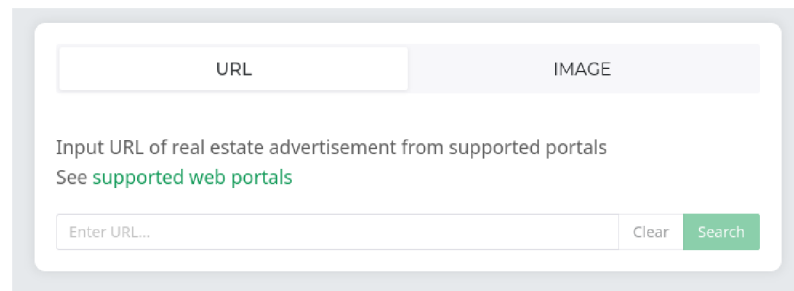 URL IMAGE
Input URL of real estate advertisement from supported portals
See supported web portals
Enter URL... Clear Search